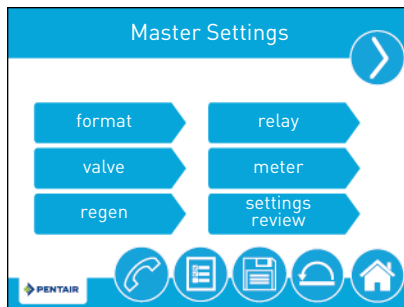 Master Settings
format
relay
valve
meter
regen
settings
review
PENTAIR